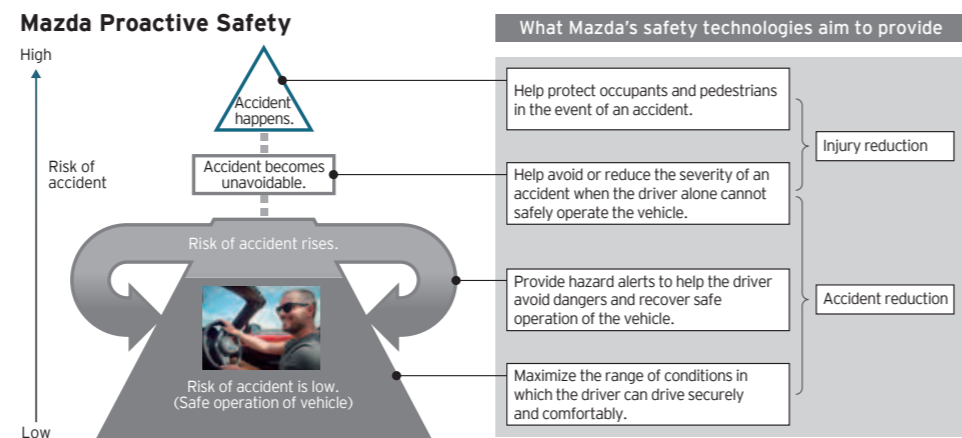 Mazda Proactive Safety
High
Risk of
accident
Low
Accident
happens.
Accident becomes
unavoidable.
Risk of accident rises.
Risk of accident is low.
(Safe operation of vehicle)
What Mazda's safety technologies aim to provide
Help protect occupants and pedestrians
in the event of an accident.
Help avoid or reduce the severity of an
accident when the driver alone cannot
safely operate the vehicle.
Provide hazard alerts to help the driver
avoid dangers and recover safe
operation of the vehicle.
Maximize the range of conditions in
which the driver can drive securely
and comfortably.
Injury reduction
Accident reduction